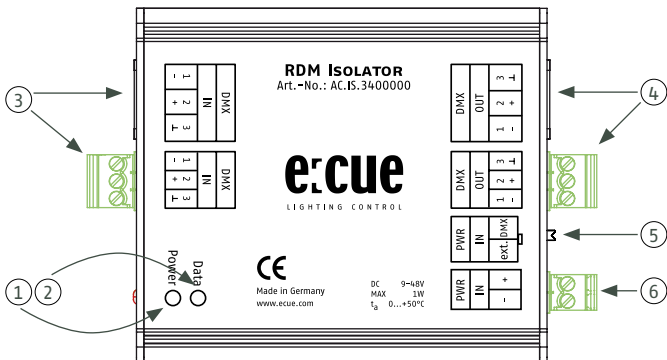 RDM ISOLATOR
Art.-No.: AC.IS.3400000
- 1
+ 2
⊥ 3
IN
DMX
- 1
+ 2
⊥ 3
IN
DMX
e:cue
LIGHTING CONTROL
DMX
OUT
3 ⊥
2 +
1 -
DMX
OUT
3 ⊥
2 +
1 -
PWR
IN
ext. DMX
PWR
IN
+
-
Power
Data
CE
Made in Germany
www.ecue.com
DC 9-48V
MAX 1W
ta 0...+50°C
1
2
3
4
5
6